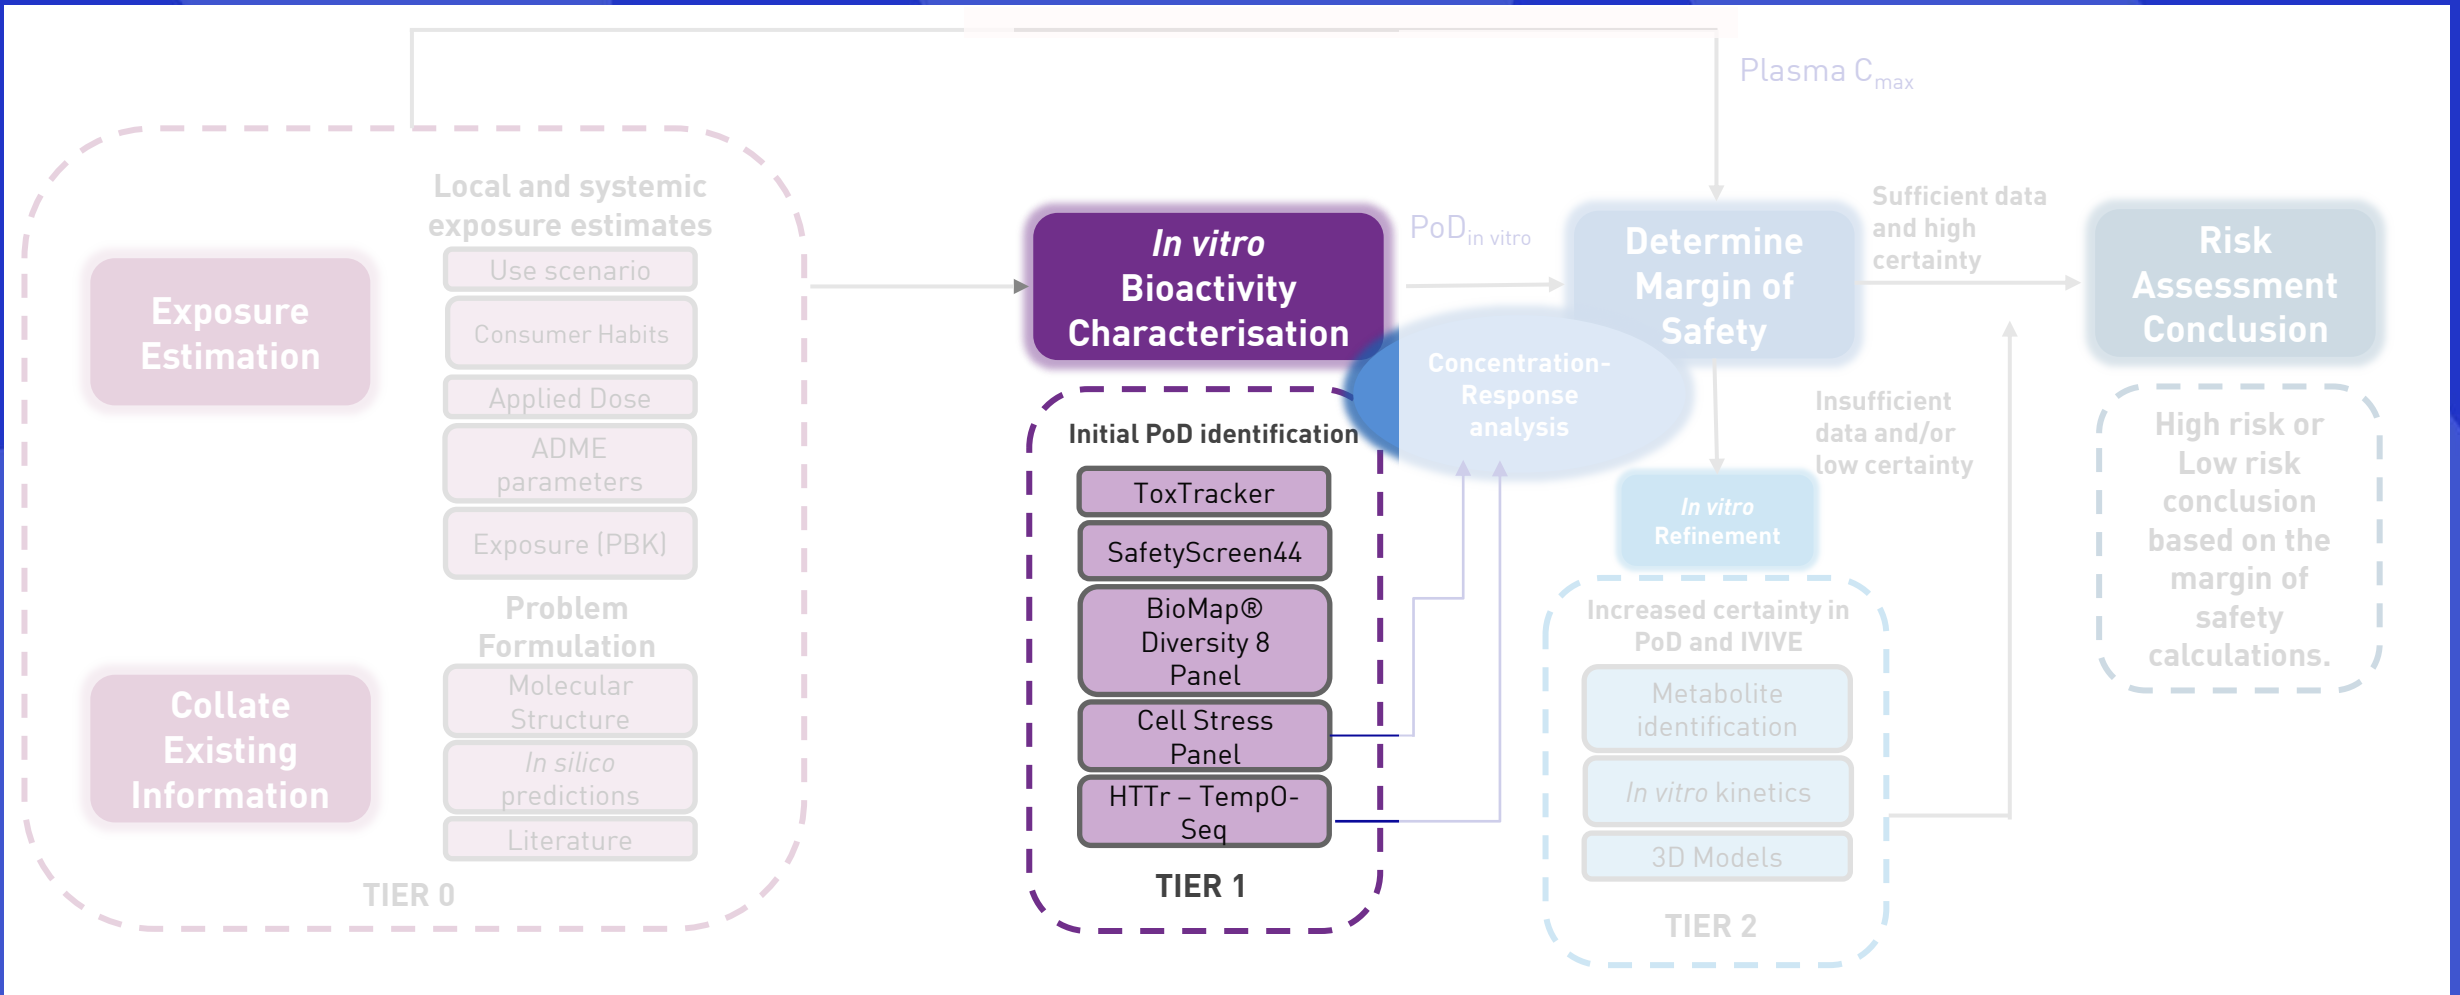 Plasma Cmax
Local and systemic
exposure estimates
Use scenario
Consumer Habits
Applied Dose
ADME
parameters
Exposure (PBK)
Exposure
Estimation
Problem
Formulation
Molecular
Structure
In silico
predictions
Literature
Collate
Existing
Information
TIER 0
In vitro
Bioactivity
Characterisation
Initial PoD identification
ToxTracker
SafetyScreen44
BioMap®
Diversity 8
Panel
Cell Stress
Panel
HTTr – TempO-
Seq
TIER 1
PoDin vitro
Concentration-
Response
analysis
Determine
Margin of
Safety
Sufficient data
and high
certainty
Insufficient
data and/or
low certainty
In vitro
Refinement
Increased certainty in
PoD and IVIVE
Metabolite
identification
In vitro kinetics
3D Models
TIER 2
Risk
Assessment
Conclusion
High risk or
Low risk
conclusion
based on the
margin of
safety
calculations.